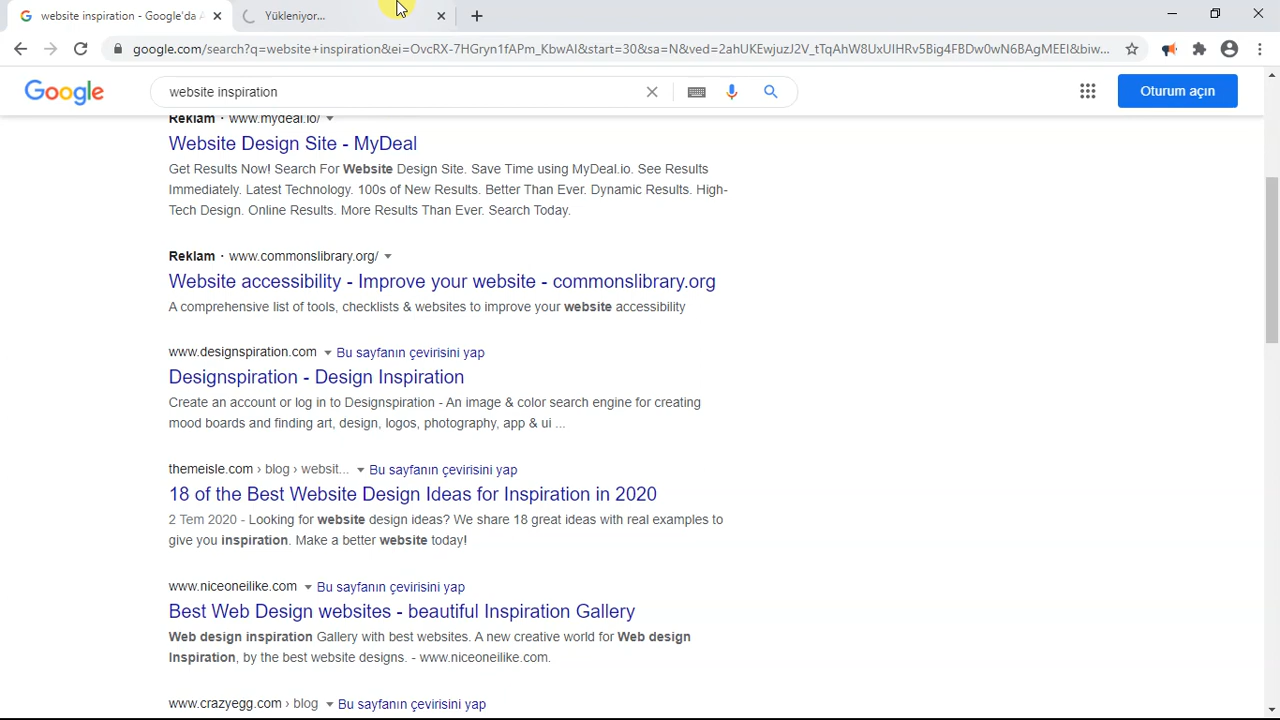 website inspiration - Google'da A
Yükleniyor...
google.com/search?q=website+inspiration&ei=OvcRX-7HGryn1fAPm_KbwAI&start=30&sa=N&ved=2ahUKEwjuzJ2V_tTqAhW8UxUIHRv5Big4FBDw0wN6BAgMEEI&biw...
Google
website inspiration
Oturum açın
Reklam · www.mydeal.io/
Website Design Site - MyDeal
Get Results Now! Search For Website Design Site. Save Time using MyDeal.io. See Results
Immediately. Latest Technology. 100s of New Results. Better Than Ever. Dynamic Results. High-
Tech Design. Online Results. More Results Than Ever. Search Today.
Reklam · www.commonslibrary.org/
Website accessibility - Improve your website - commonslibrary.org
A comprehensive list of tools, checklists & websites to improve your website accessibility
www.designspiration.com Bu sayfanın çevirisini yap
Designspiration - Design Inspiration
Create an account or log in to Designspiration - An image & color search engine for creating
mood boards and finding art, design, logos, photography, app & ui ...
themeisle.com › blog › websit... Bu sayfanın çevirisini yap
18 of the Best Website Design Ideas for Inspiration in 2020
2 Tem 2020 - Looking for website design ideas? We share 18 great ideas with real examples to
give you inspiration. Make a better website today!
www.niceoneilike.com Bu sayfanın çevirisini yap
Best Web Design websites - beautiful Inspiration Gallery
Web design inspiration Gallery with best websites. A new creative world for Web design
Inspiration, by the best website designs. - www.niceoneilike.com.
www.crazyegg.com › blog Bu sayfanın çevirisini yap